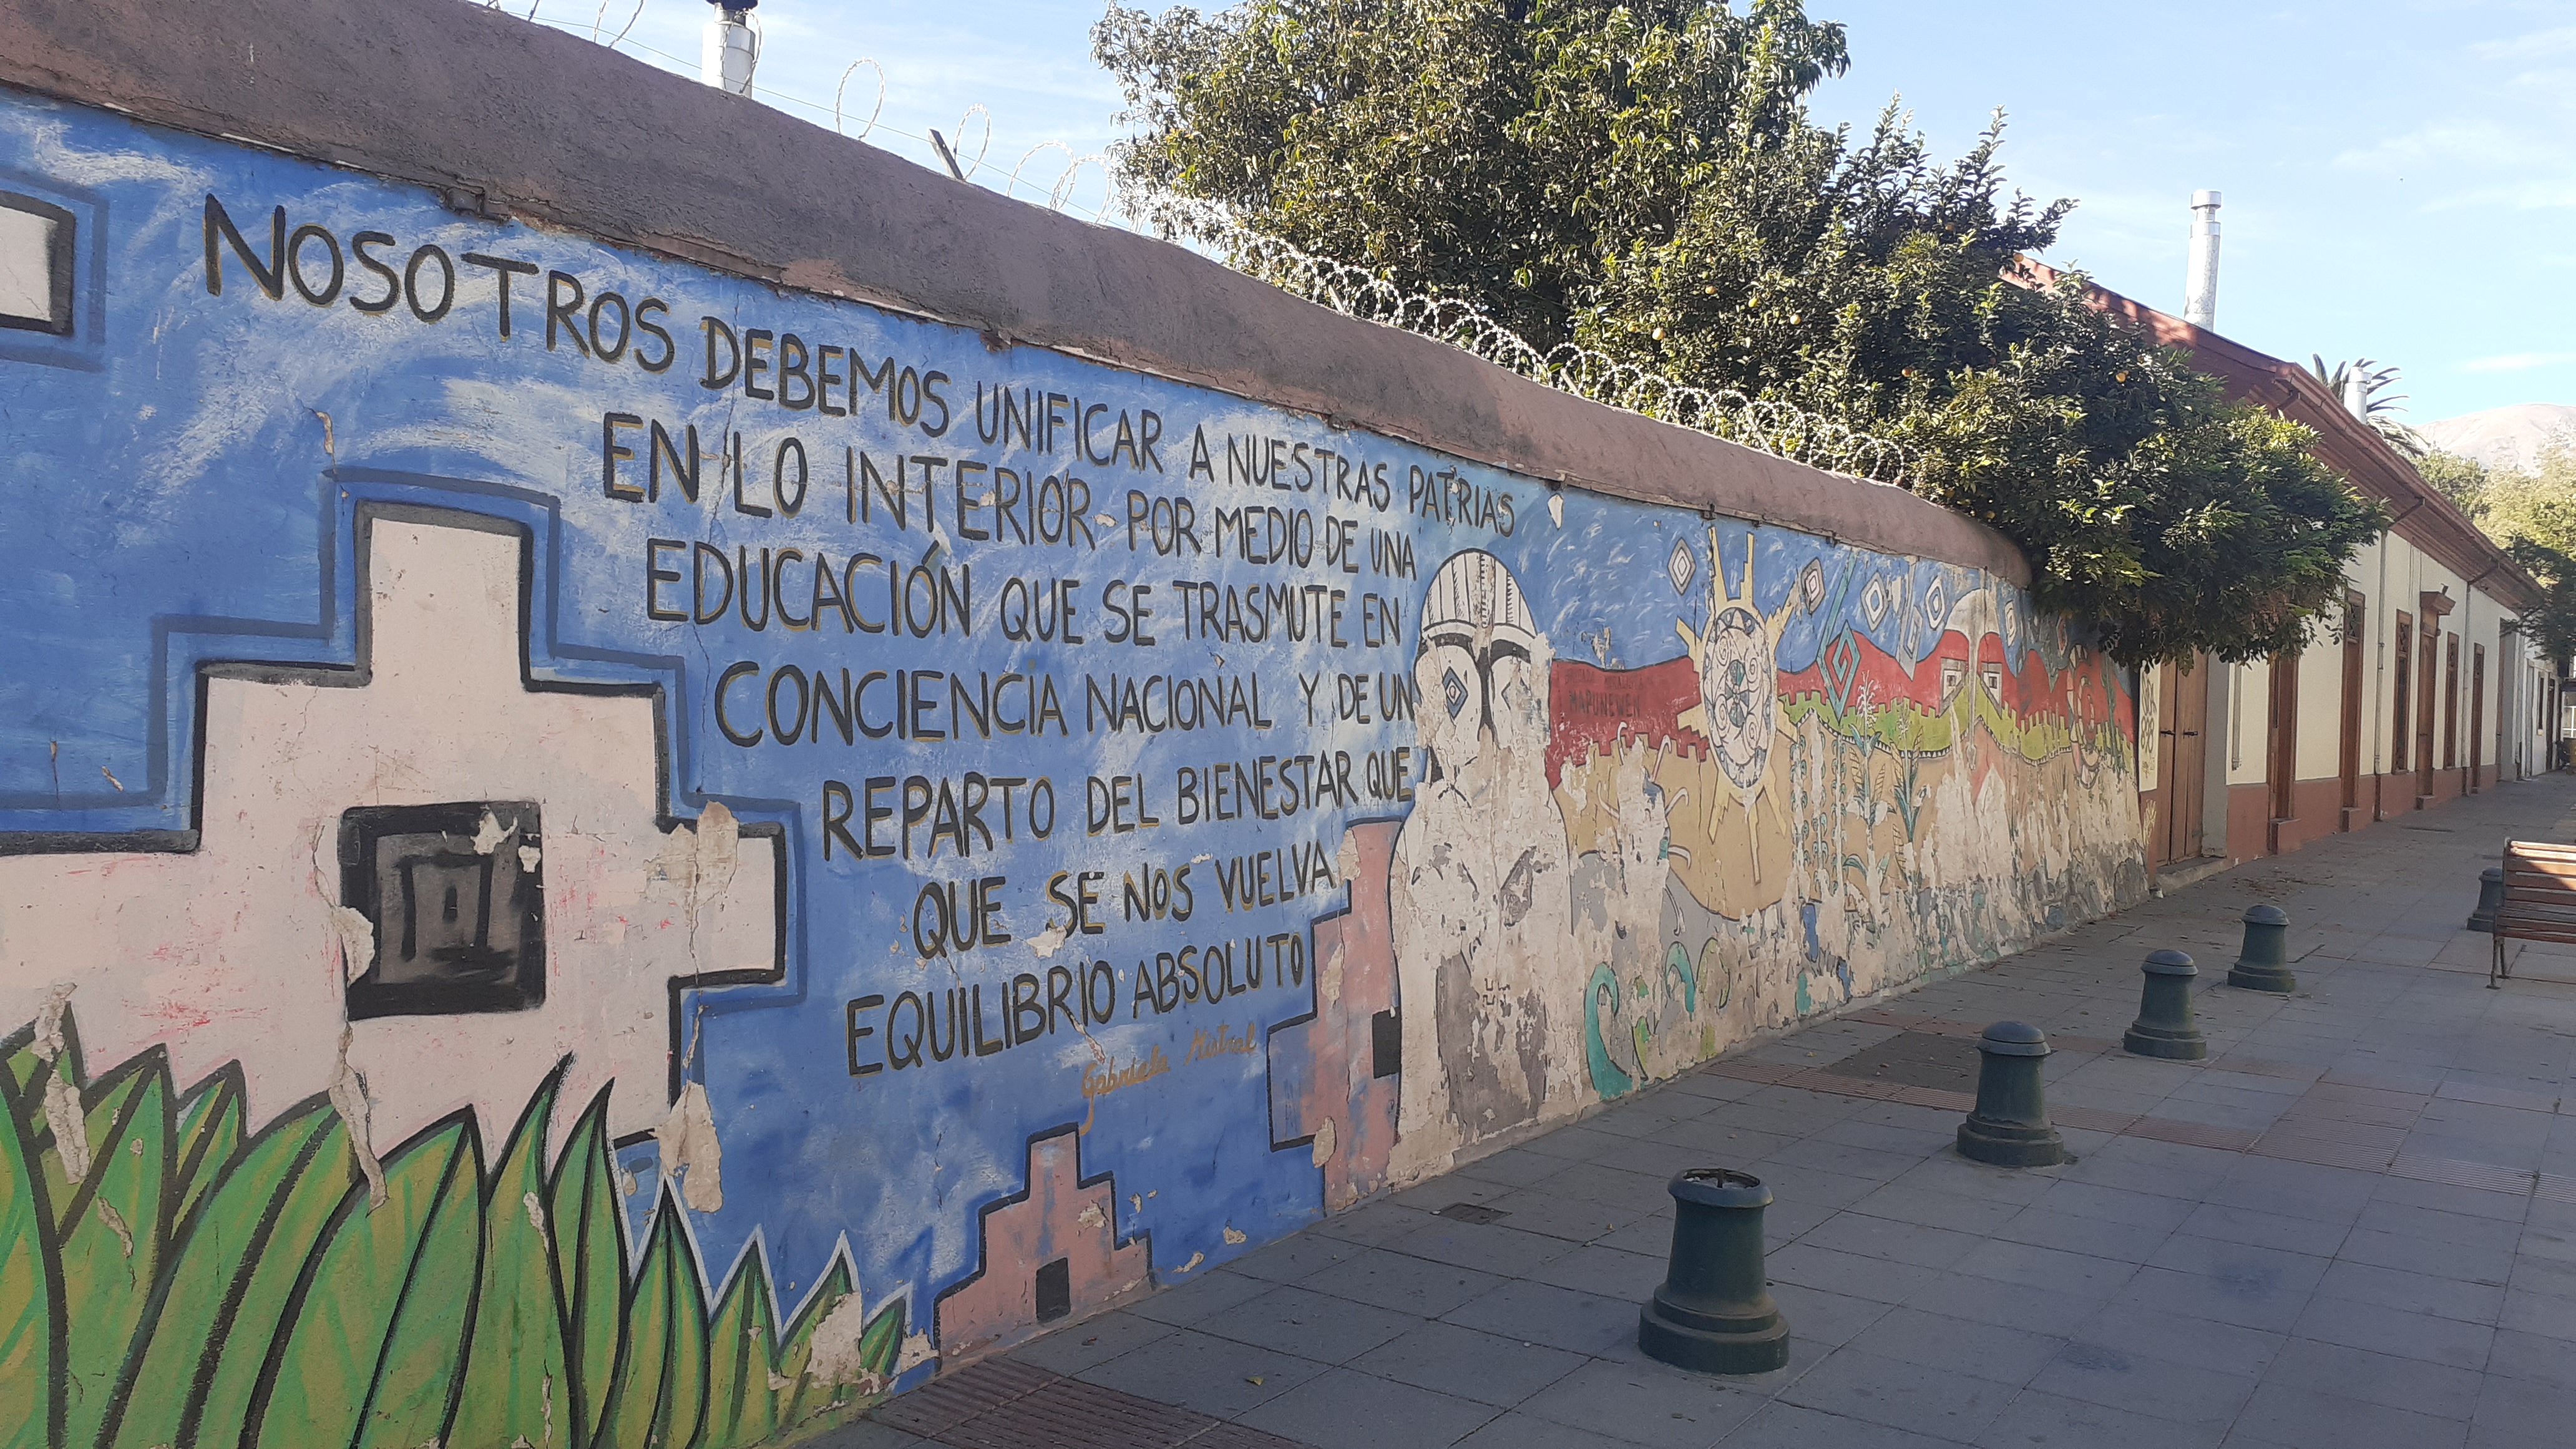 NOSOTROS DEBEMOS UNIFICAR A NUESTRAS PATRIAS
EN LO INTERIOR POR MEDIO DE UNA
EDUCACIÓN QUE SE TRASMUTE EN
CONCIENCIA NACIONAL Y DE UN
REPARTO DEL BIENESTAR QUE
QUE SE NOS VUELVA
EQUILIBRIO ABSOLUTO
Gabriela Mistral